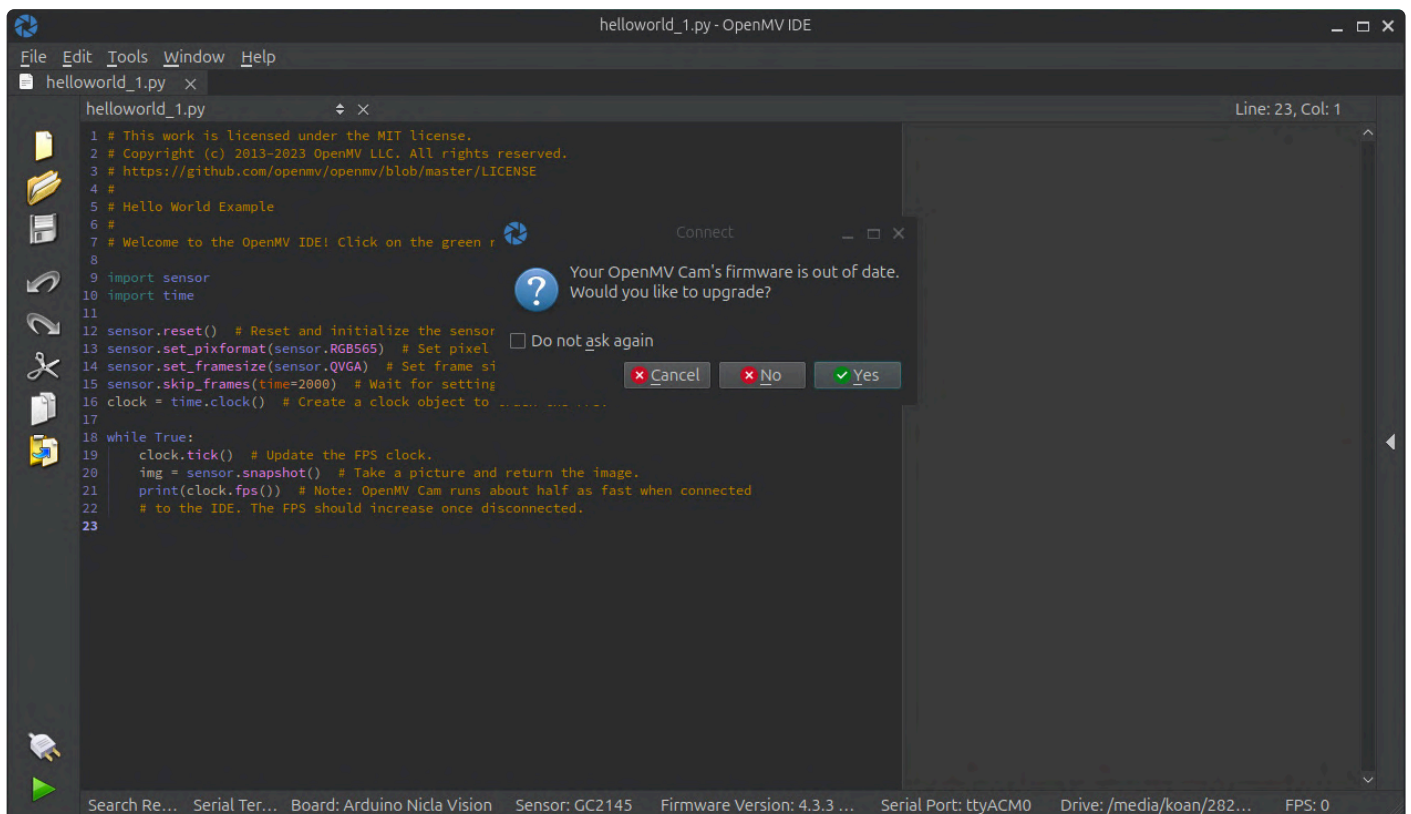 helloworld_1.py - OpenMV IDE
File Edit Tools Window Help
helloworld_1.py
helloworld_1.py
Line: 23, Col: 1
1 # This work is licensed under the MIT license.
2 # Copyright (c) 2013-2023 OpenMV LLC. All rights reserved.
3 # https://github.com/openmv/openmv/blob/master/LICENSE
4 #
5 # Hello World Example
6 #
7 # Welcome to the OpenMV IDE! Click on the green r
8
9 import sensor
10 import time
11
12 sensor.reset()  # Reset and initialize the sensor
13 sensor.set_pixformat(sensor.RGB565)  # Set pixel
14 sensor.set_framesize(sensor.QVGA)  # Set frame si
15 sensor.skip_frames(time=2000)  # Wait for setting
16 clock = time.clock()  # Create a clock object to
17
18 while True:
19     clock.tick()  # Update the FPS clock.
20     img = sensor.snapshot()  # Take a picture and return the image.
21     print(clock.fps())  # Note: OpenMV Cam runs about half as fast when connected
22     # to the IDE. The FPS should increase once disconnected.
23
Connect
Your OpenMV Cam's firmware is out of date.
Would you like to upgrade?
Do not ask again
Cancel No Yes
Search Re... Serial Ter... Board: Arduino Nicla Vision Sensor: GC2145 Firmware Version: 4.3.3 ... Serial Port: ttyACM0 Drive: /media/koan/282... FPS: 0